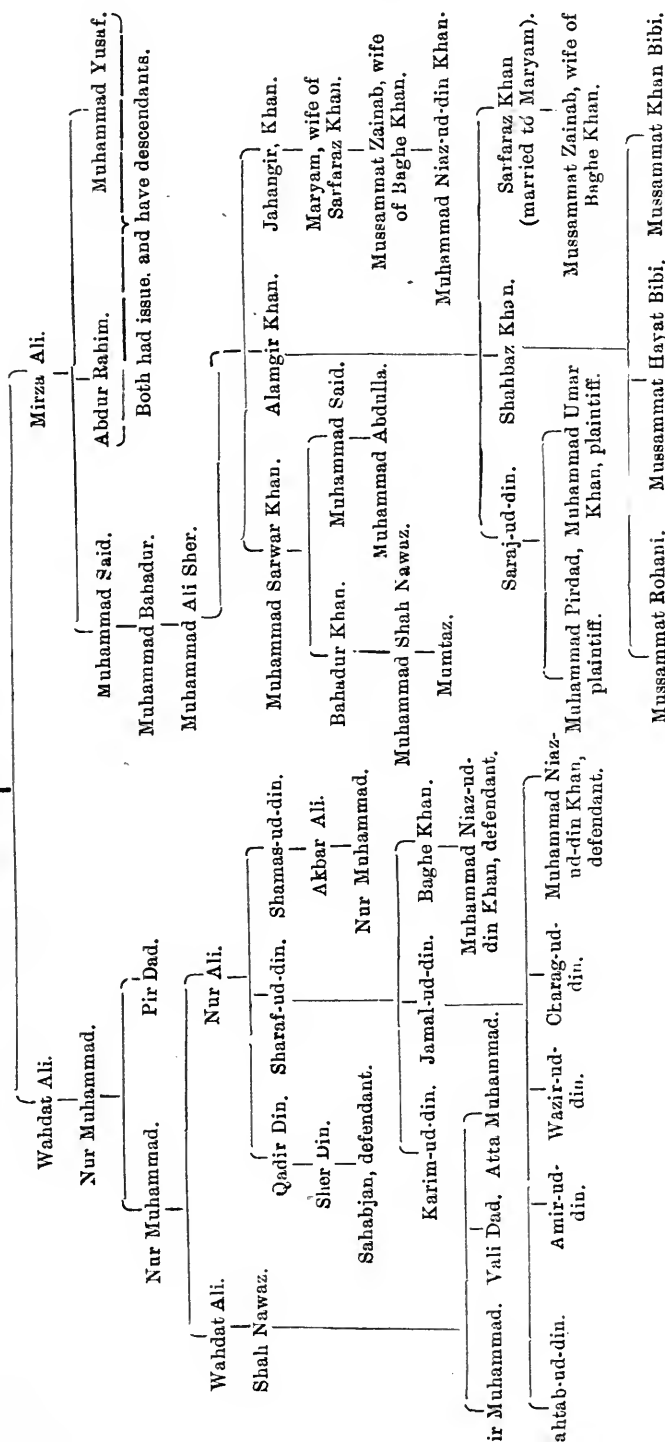 Wahdat Ali. Mirza Ali.
Nur Muhammad.
Muhammad Said. Abdur Rahim. Muhammad Yusaf.
Both had issue. and have descendants.
Nur Muhammad. Pir Dad.
Muhammad Bahadur.
Muhammad Ali Sher.
Wahdat Ali. Nur Ali.
Shah Nawaz.
Qadir Din. Sharaf-ud-din. Shamas-ud-din.
Sher Din. Akbar Ali.
Sahabjan, defendant. Nur Muhammad.
Muhammad Sarwar Khan. Alamgir Khan. Jahangir, Khan.
Maryam, wife of
Sarfaraz Khan.
Bahadur Khan. Muhammad Said.
Mussammat Zainab, wife
of Baghe Khan.
Muhammad Shah Nawaz. Muhammad Abdulla.
Mumtaz.
Muhammad Niaz-ud-din Khan.
Karim-ud-din. Jamal-ud-din. Baghe Khan.
Muhammad Niaz-ud-
din Khan, defendant.
Saraj-ud-din. Shahbaz Khan. Sarfaraz Khan
(married to Maryam).
Mussammat Zainab, wife of
Baghe Khan.
ir Muhammad. Vali Dad. Atta Muhammad.
Muhammad Pirdad, Muhammad Umar
plaintiff. Khan, plaintiff.
ahtab-ud-din. Amir-ud-
din. Wazir-ud-
din. Charag-ud-
din. Muhammad Niaz-
ud-din Khan,
defendant.
Mussammat Rohani. Mussammat Hayat Bibi. Mussammat Khan Bibi.